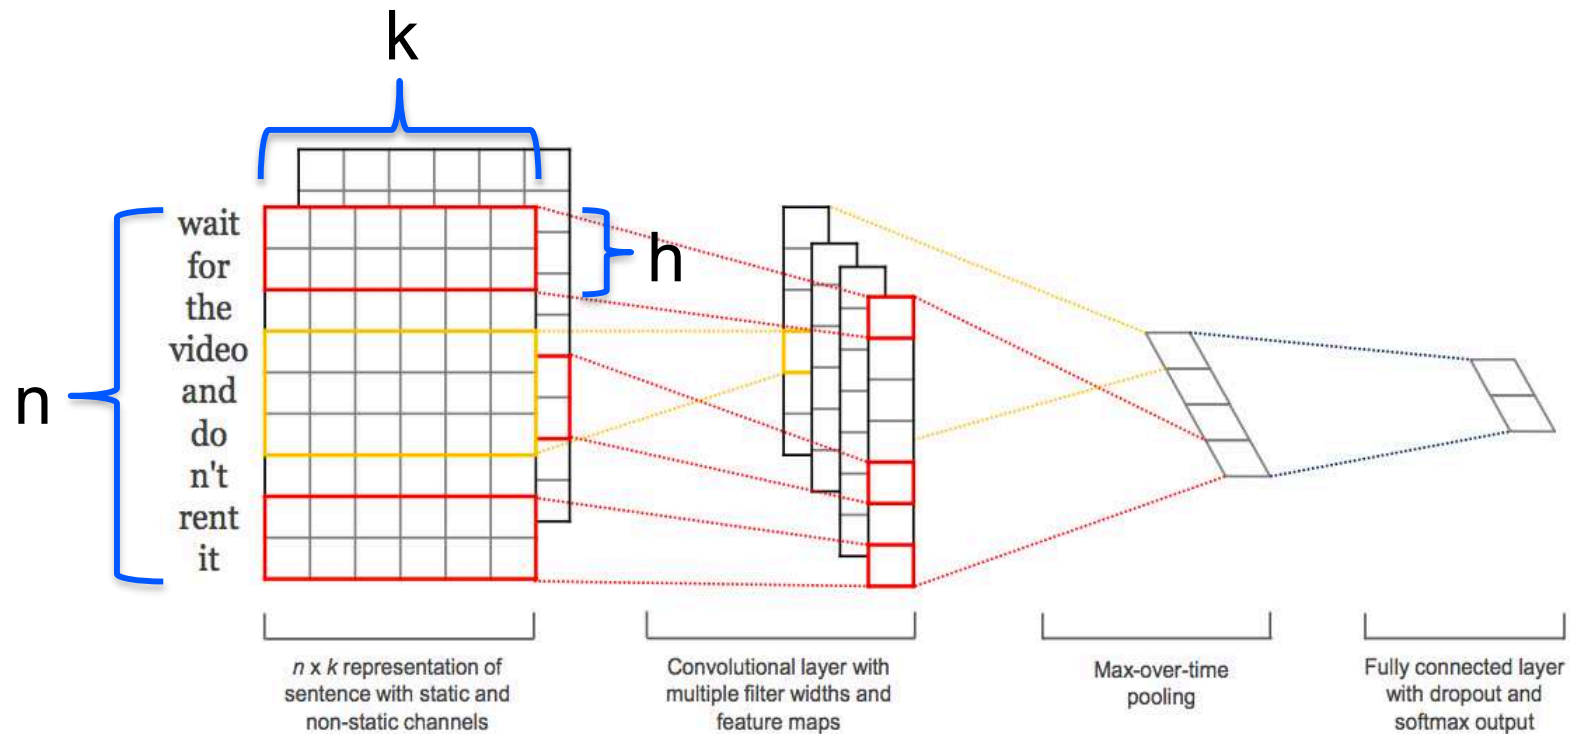 k
wait
for
the
video
and
do
n't
rent
it
n
h
n x k representation of
sentence with static and
non-static channels
Convolutional layer with
multiple filter widths and
feature maps
Max-over-time
pooling
Fully connected layer
with dropout and
softmax output